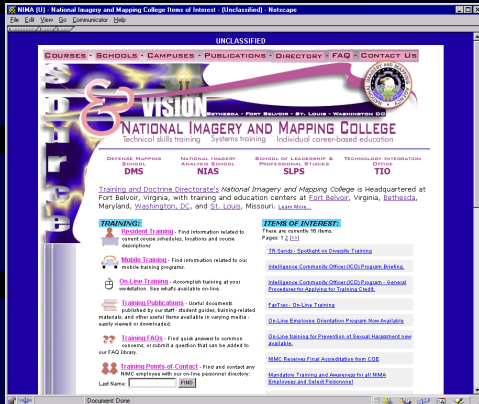 NIMA (U) - National Imagery and Mapping College Items of Interest - (Unclassified) - Netscape
File Edit View Go Communicator Help
UNCLASSIFIED
COURSES - SCHOOLS - CAMPUSES - PUBLICATIONS - DIRECTORY - FAQ - CONTACT US
Source
& VISION
BETHESDA - FORT BELVOIR - ST. LOUIS - WASHINGTON DC
NATIONAL IMAGERY AND MAPPING COLLEGE
Technical skills training Systems training Individual career-based education
DEFENSE MAPPING SCHOOL
DMS
NATIONAL IMAGERY ANALYSIS SCHOOL
NIAS
SCHOOL OF LEADERSHIP & PROFESSIONAL STUDIES
SLPS
TECHNOLOGY INTEGRATION OFFICE
TIO
Training and Doctrine Directorate's National Imagery and Mapping College is Headquartered at
Fort Belvoir, Virginia, with training and education centers at Fort Belvoir, Virginia, Bethesda,
Maryland, Washington, DC, and St. Louis, Missouri. Learn More...
TRAINING:
Resident Training - Find information related to
current course schedules, locations and course
descriptions
Mobile Training - Find information related to our
mobile training programs.
On-Line Training - Accomplish training at your
workstation. See what's available on-line.
Training Publications - Useful documents
published by our staff - student guides, training-related
materials, and other useful items available in varying media -
easily viewed or downloaded.
Training FAQs - Find quick answers to common
concerns, or submit a question that can be added to
our FAQ library.
Training Points-of-Contact - Find and contact any
NIMC employee with our on-line personnel directory:
Last Name: FIND
ITEMS OF INTEREST:
There are currently 16 items.
Pages: 1 2 [>>]
TR Sends - Spotlight on Diversity Training
Intelligence Community Officer (ICO) Program Briefing.
Intelligence Community Officer (ICO) Program - General
Procedures for Applying for Training Credit.
FasTrac - On-Line Training
On-Line Employee Orientation Program Now Available
On-Line training for Prevention of Sexual Harassment now
available.
NIMC Receives Final Accreditation from COE
Mandatory Training and Awareness for all NIMA
Employees and Select Personnel
Document Done